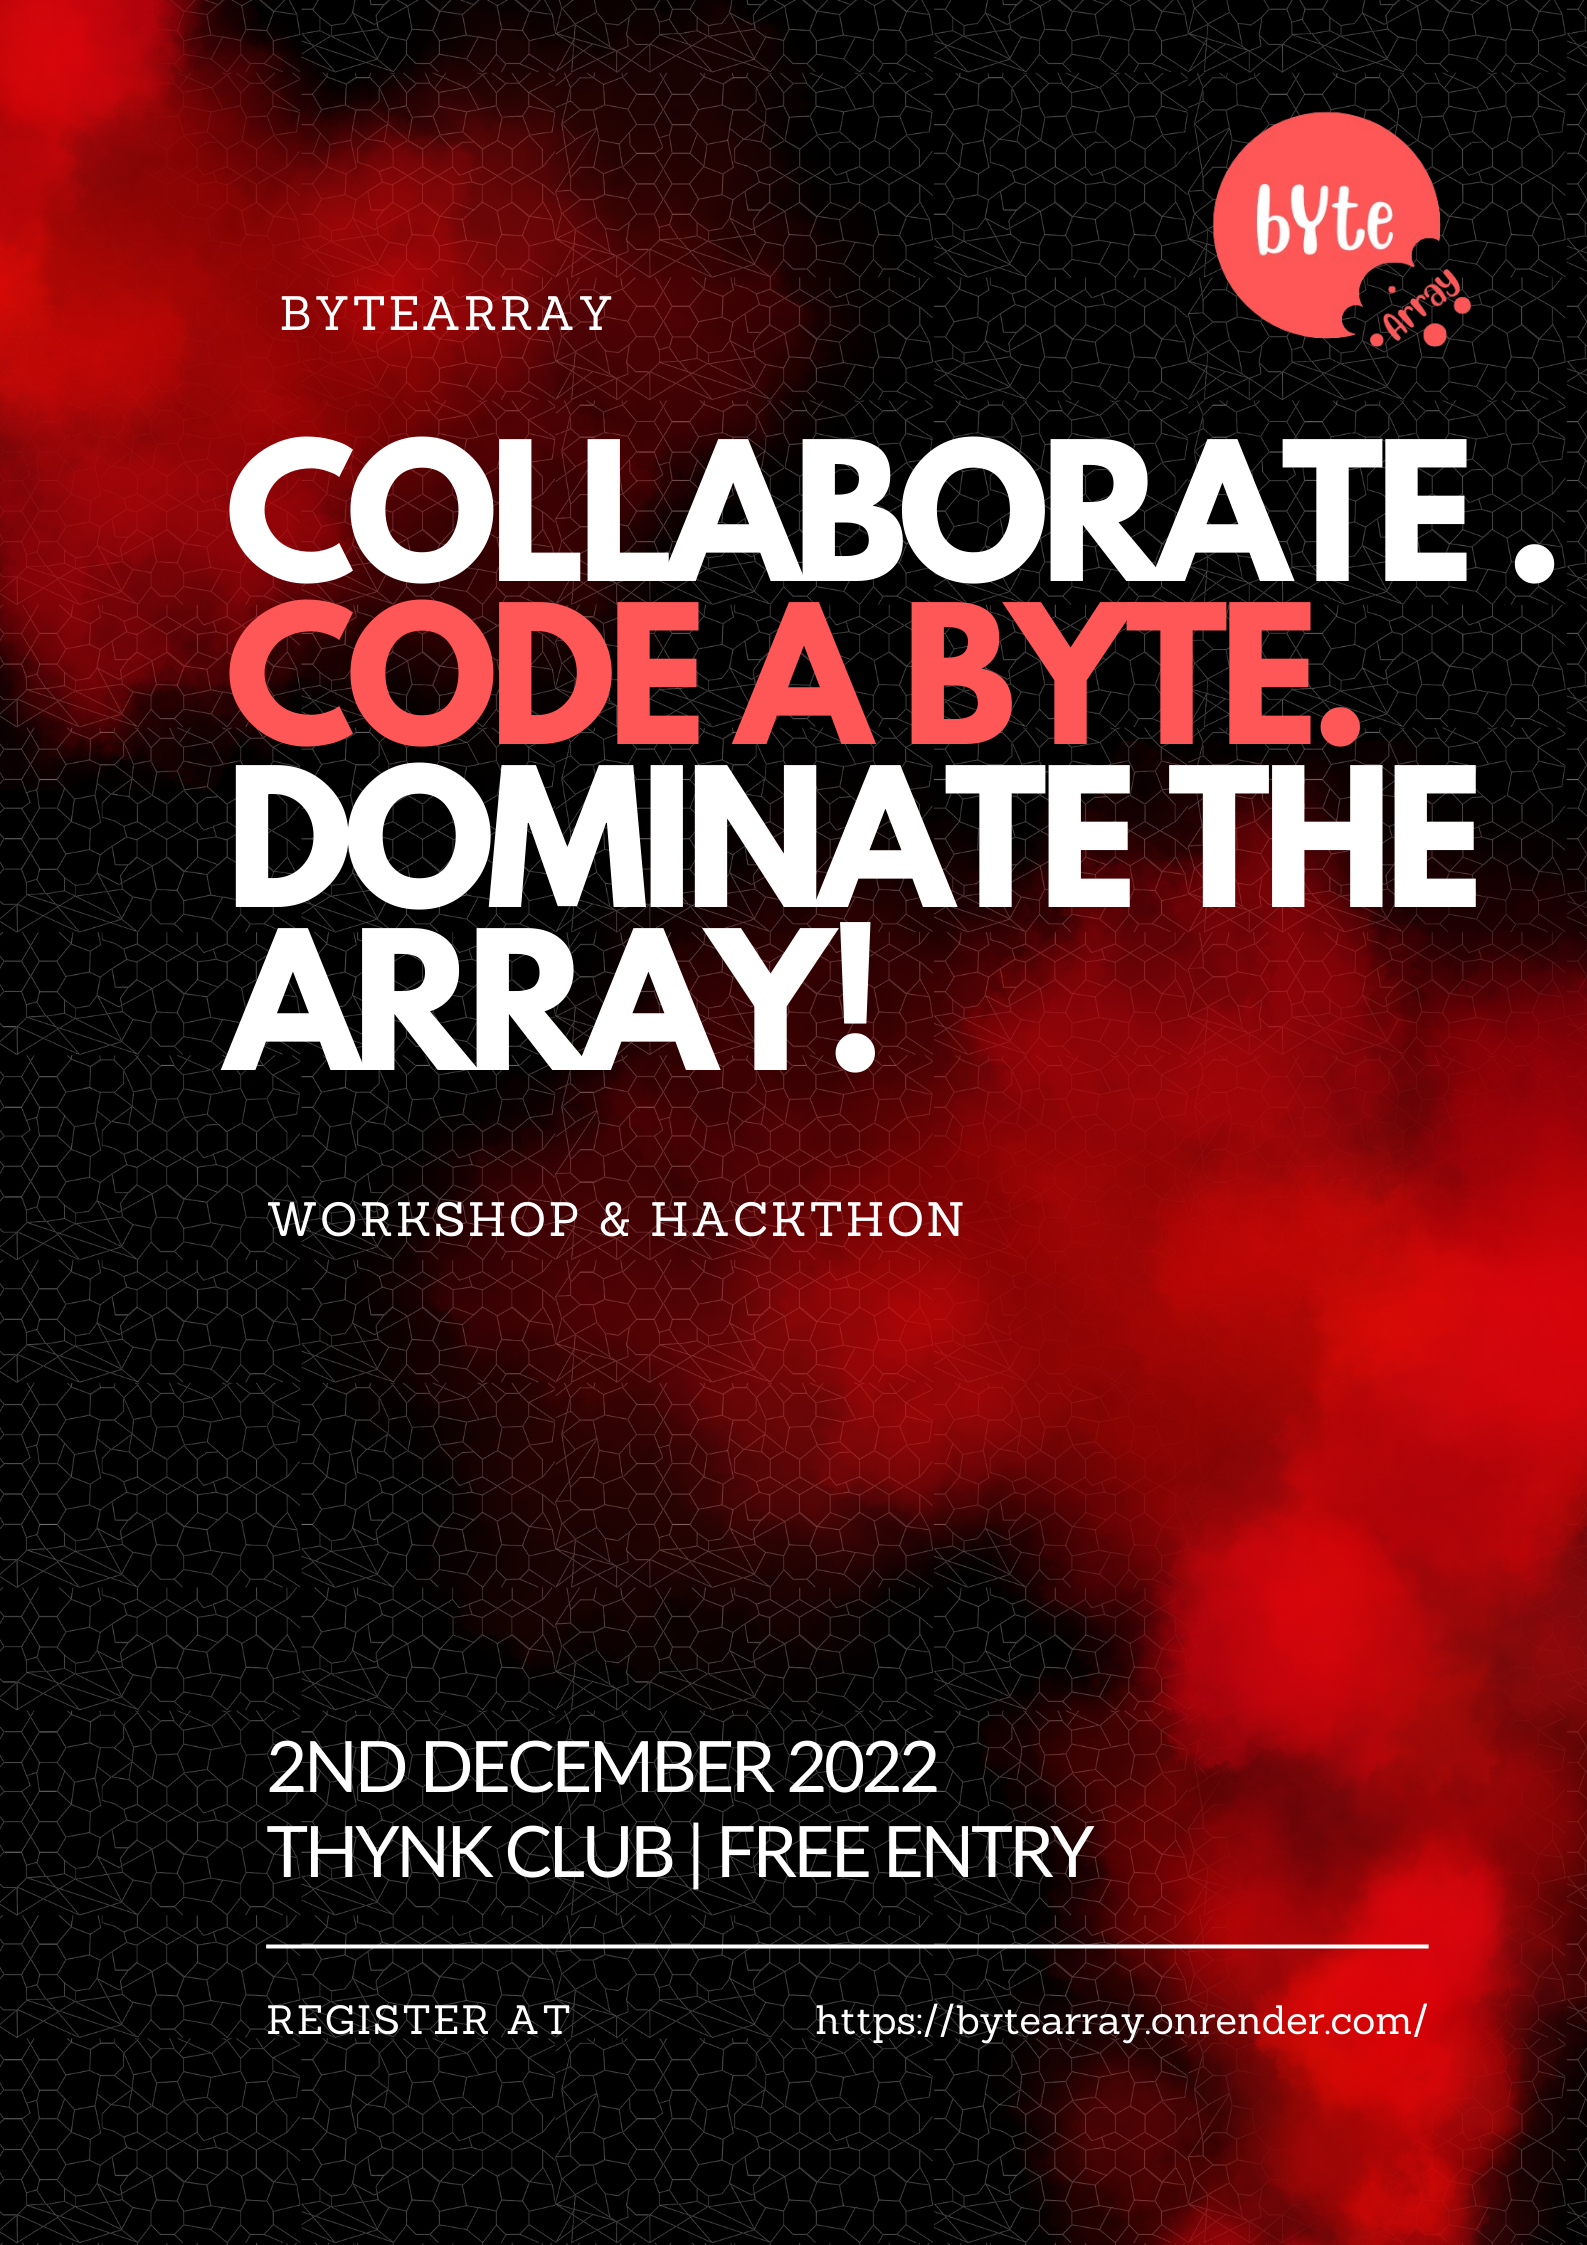 bYte
Array
BYTEARRAY
COLLABORATE .
CODE A BYTE.
DOMINATE THE
ARRAY!
WORKSHOP & HACKTHON
2ND DECEMBER 2022
THYNK CLUB | FREE ENTRY
REGISTER AT
https://bytearray.onrender.com/